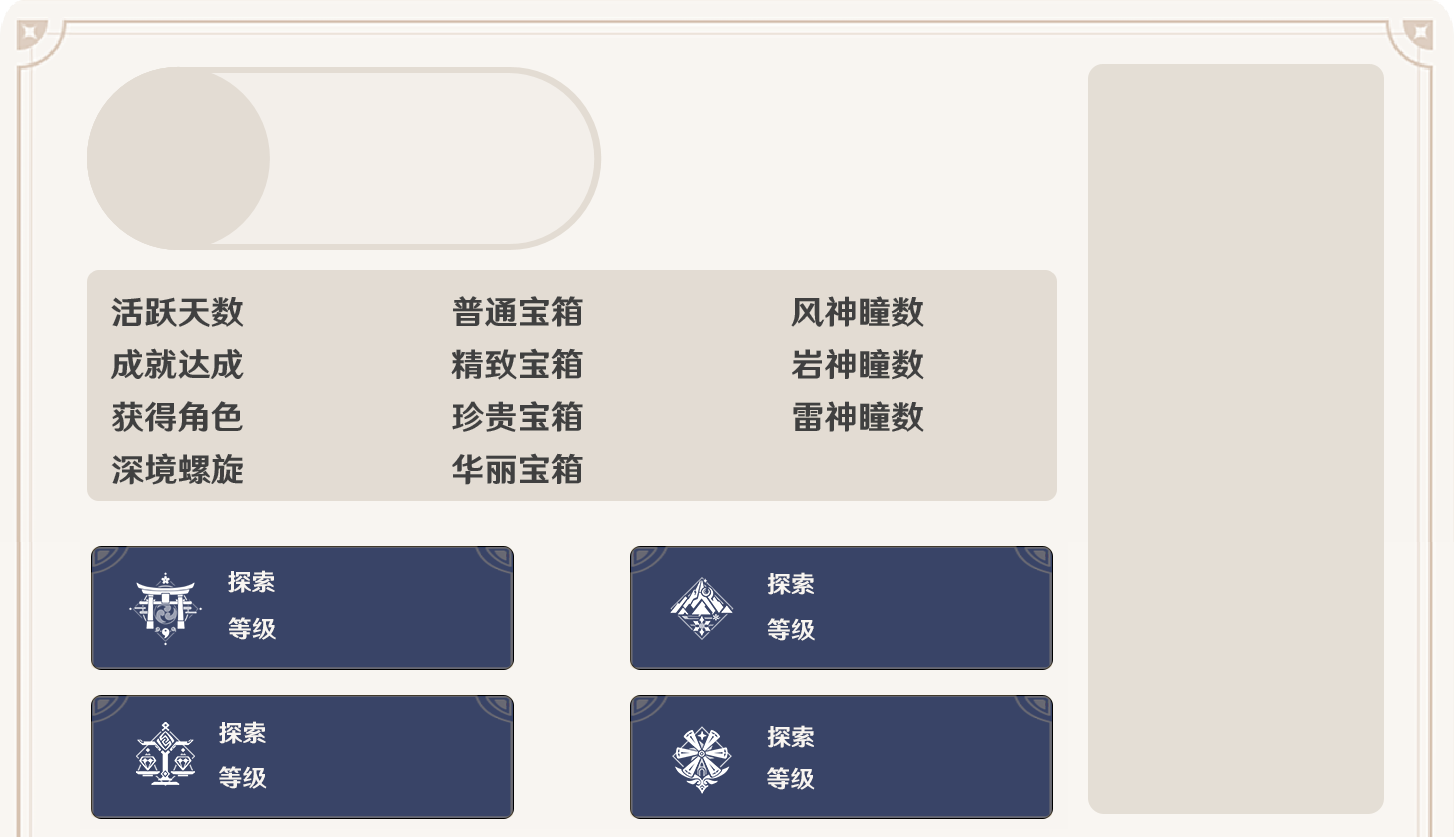 活跃天数 普通宝箱 风神瞳数
成就达成 精致宝箱 岩神瞳数
获得角色 珍贵宝箱 雷神瞳数
深境螺旋 华丽宝箱
探索 探索
等级 等级
探索 探索
等级 等级